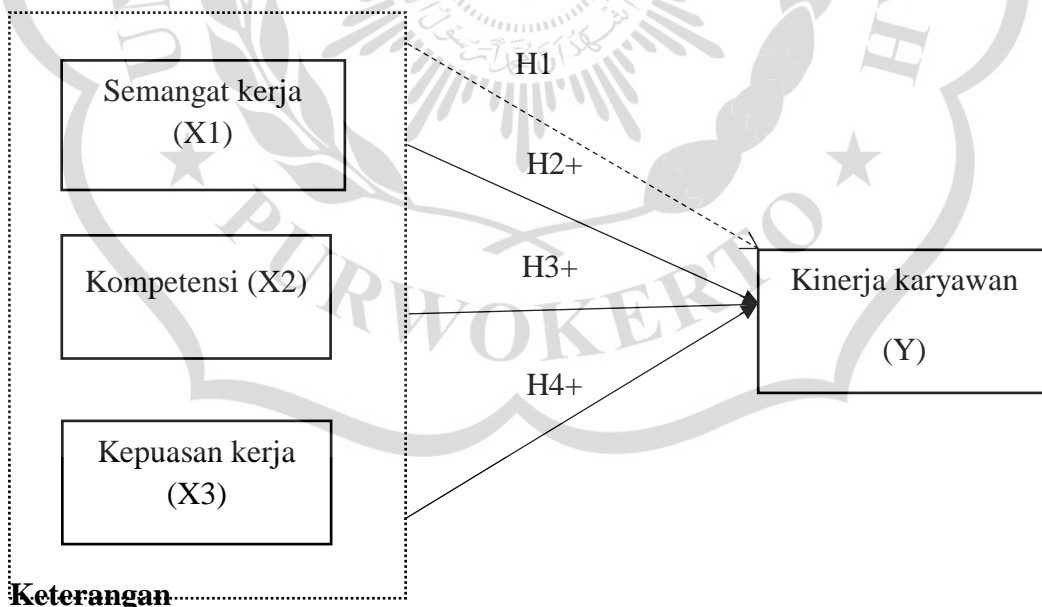 H1
Semangat kerja
(X1)
H2+
Kompetensi (X2)
H3+
Kinerja karyawan
(Y)
H4+
Kepuasan kerja
(X3)
Keterangan
PURWOKERTO